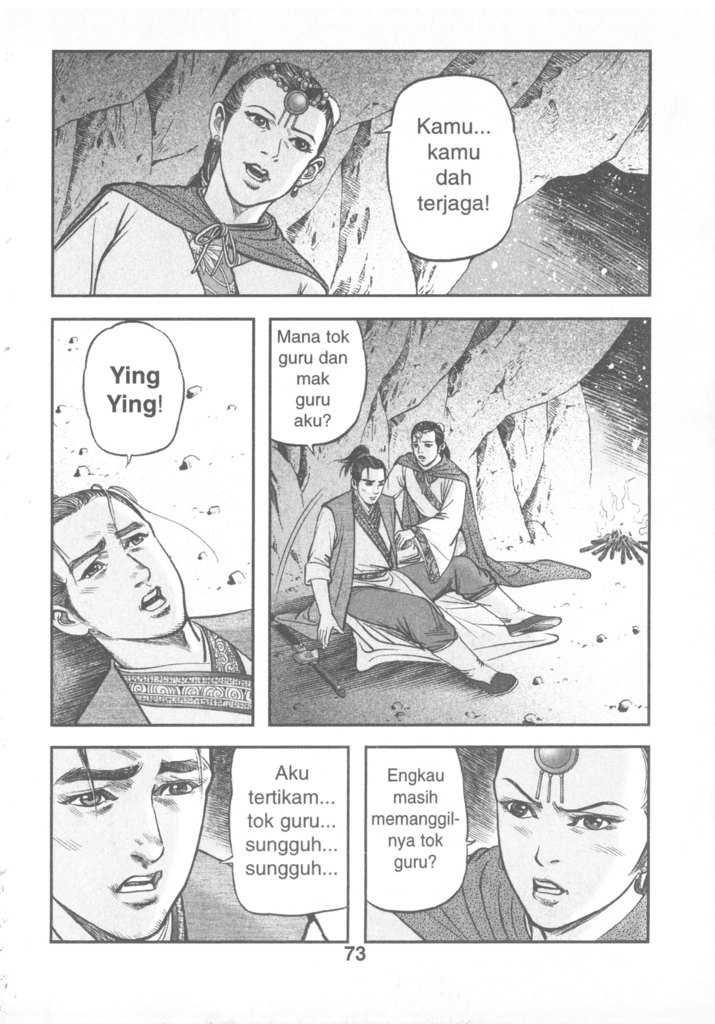 Kamu...
kamu
dah
terjaga!
Ying
Ying!
Mana tok
guru dan
mak
guru
aku?
Aku
tertikam...
tok guru...
sungguh...
sungguh...
Engkau
masih
memanggil-
nya tok
guru?
73